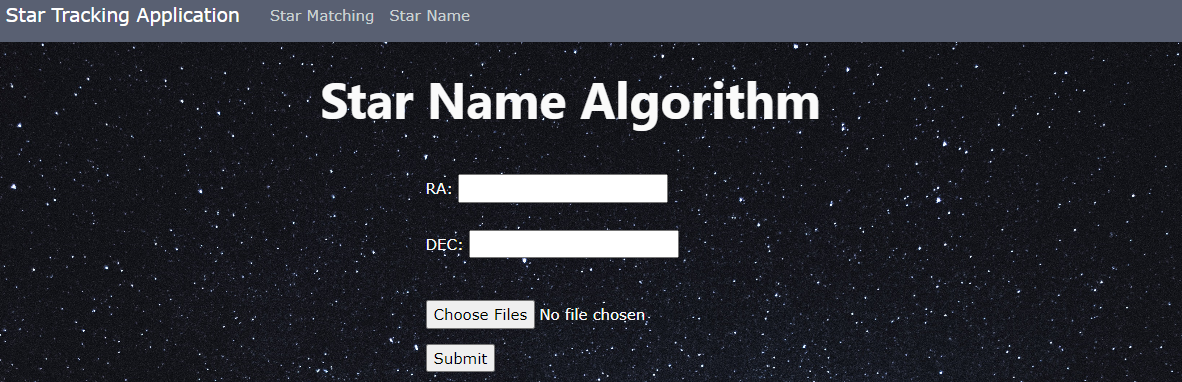 Star Tracking Application Star Matching Star Name
Star Name Algorithm
RA:
DEC:
Choose Files No file chosen
Submit